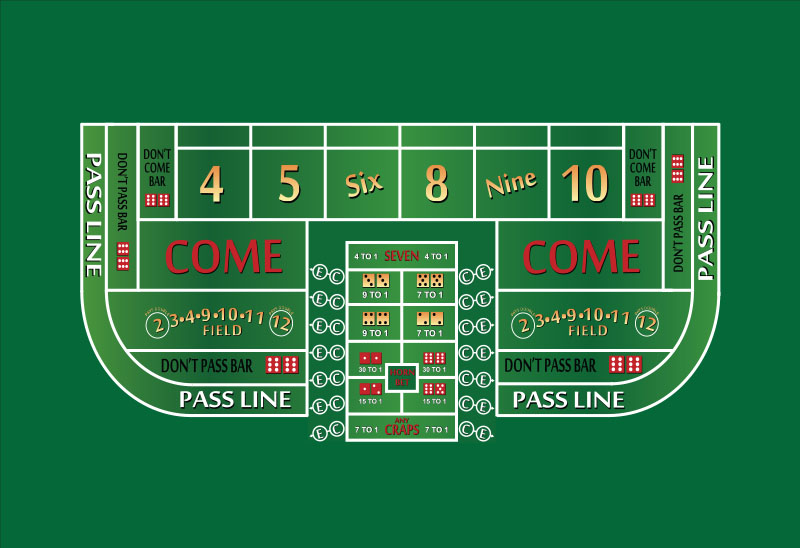 DON'T
COME
BAR
4
5
Six
8
Nine
10
DON'T
COME
BAR
PASS LINE
DON'T PASS BAR
DON'T PASS BAR
PASS LINE
COME
COME
4 TO 1 SEVEN 4 TO 1
E C
C E
9 TO 1
7 TO 1
2 3•4•9•10•11 12
FIELD
2 3•4•9•10•11 12
FIELD
E C
C E
9 TO 1
7 TO 1
E C
C E
E C
C E
30 TO 1
30 TO 1
DON'T PASS BAR
DON'T PASS BAR
E C
C E
15 TO 1
15 TO 1
PASS LINE
PASS LINE
E C
C E
ANY
7 TO 1 CRAPS 7 TO 1
E C
C E